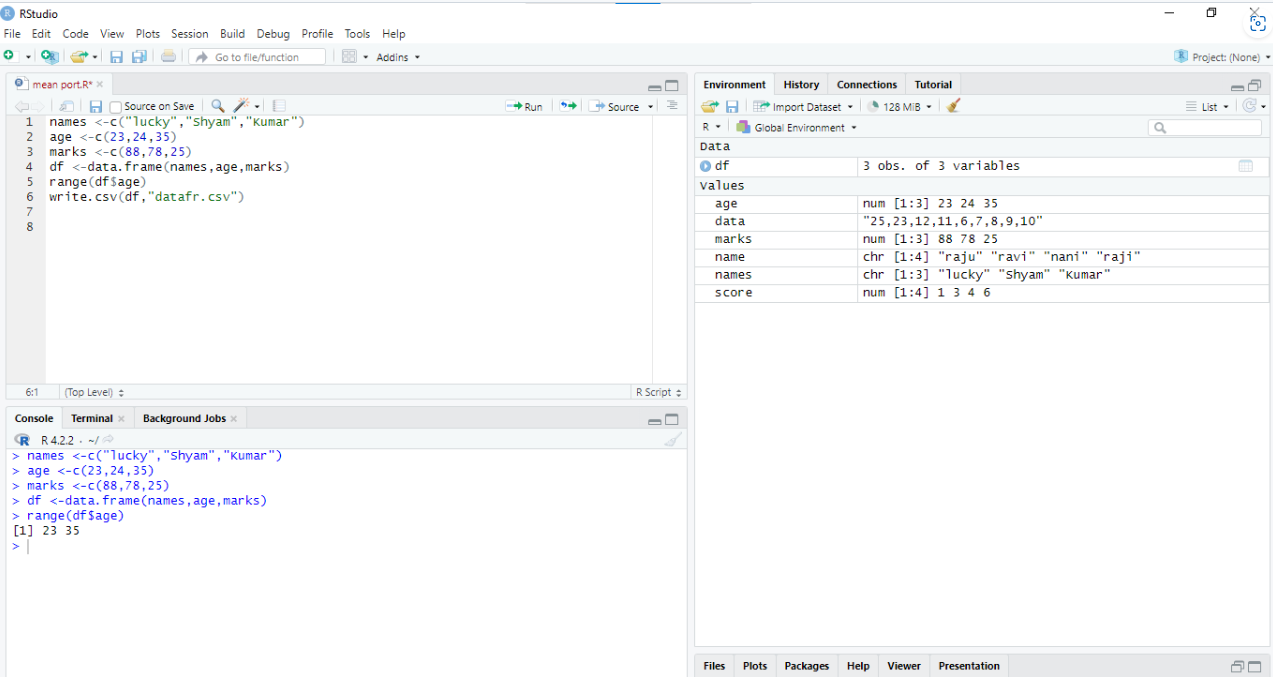 RStudio
File Edit Code View Plots Session Build Debug Profile Tools Help
Go to file/function Addins Project: (None)
mean port.R*
Source on Save Run Source
1 names <-c("lucky","Shyam","Kumar")
2 age <-c(23,24,35)
3 marks <-c(88,78,25)
4 df <-data.frame(names,age,marks)
5 range(df$age)
6 write.csv(df,"datafr.csv")
7
8
6:1 (Top Level) R Script
Console Terminal Background Jobs
R 4.2.2 · ~/
> names <-c("lucky","Shyam","Kumar")
> age <-c(23,24,35)
> marks <-c(88,78,25)
> df <-data.frame(names,age,marks)
> range(df$age)
[1] 23 35
>
Environment History Connections Tutorial
Import Dataset 128 MiB List
R Global Environment
Data
df 3 obs. of 3 variables
Values
age num [1:3] 23 24 35
data "25,23,12,11,6,7,8,9,10"
marks num [1:3] 88 78 25
name chr [1:4] "raju" "ravi" "nani" "raji"
names chr [1:3] "lucky" "Shyam" "Kumar"
score num [1:4] 1 3 4 6
Files Plots Packages Help Viewer Presentation